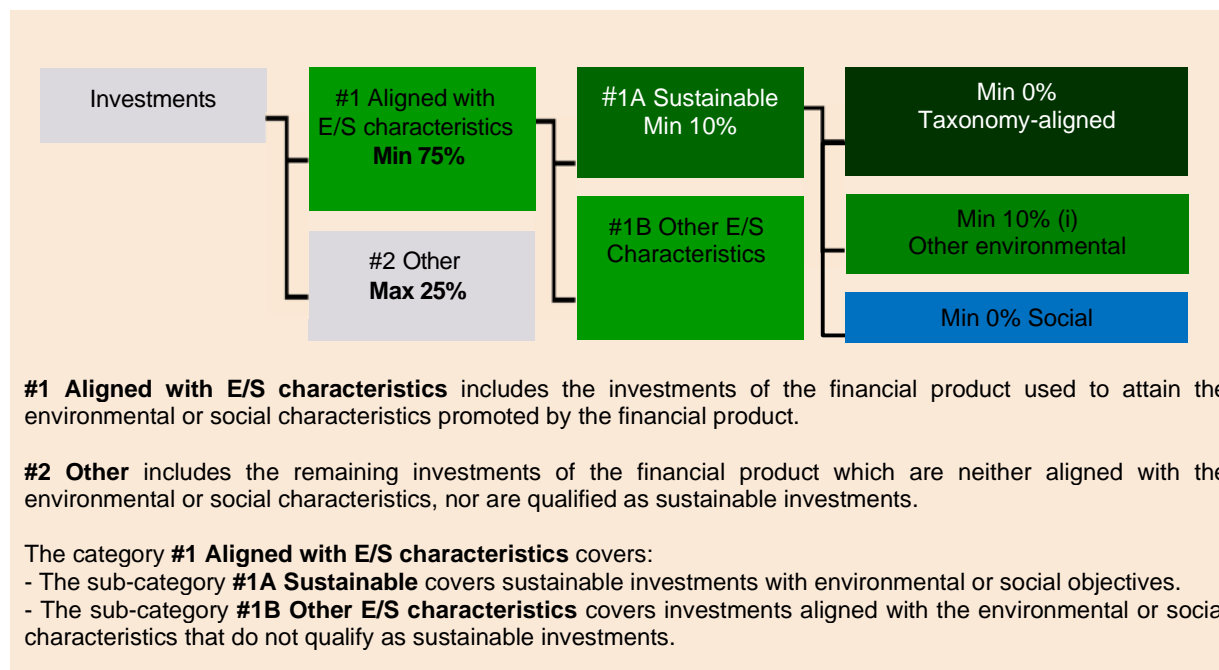 Investments
#1 Aligned with
E/S characteristics
Min 75%
#2 Other
Max 25%
#1A Sustainable
Min 10%
#1B Other E/S
Characteristics
Min 0%
Taxonomy-aligned
Min 10% (i)
Other environmental
Min 0% Social
#1 Aligned with E/S characteristics includes the investments of the financial product used to attain the
environmental or social characteristics promoted by the financial product.
#2 Other includes the remaining investments of the financial product which are neither aligned with the
environmental or social characteristics, nor are qualified as sustainable investments.
The category #1 Aligned with E/S characteristics covers:
- The sub-category #1A Sustainable covers sustainable investments with environmental or social objectives.
- The sub-category #1B Other E/S characteristics covers investments aligned with the environmental or social
characteristics that do not qualify as sustainable investments.